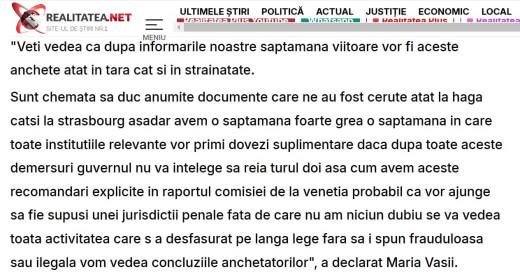 REALITATEA.NET
SITE-UL DE ȘTIRI NR.1
MENIU
ULTIMELE ȘTIRI POLITICĂ ACTUAL JUSTIȚIE ECONOMIC LOCAL
Realitatea Plus Youtube Whatsapp Realitatea Plus Realitatea
"Veti vedea ca dupa informarile noastre saptamana viitoare vor fi aceste
anchete atat in tara cat si in strainatate.
Sunt chemata sa duc anumite documente care ne au fost cerute atat la haga
catsi la strasbourg asadar avem o saptamana foarte grea o saptamana in care
toate institutiile relevante vor primi dovezi suplimentare daca dupa toate aceste
demersuri guvernul nu va intelege sa reia turul doi asa cum avem aceste
recomandari explicite in raportul comisiei de la venetia probabil ca vor ajunge
sa fie supusi unei jurisdictii penale fata de care nu am niciun dubiu se va vedea
toata activitatea care s a desfasurat pe langa lege fara sa i spun frauduloasa
sau ilegala vom vedea concluziile anchetatorilor", a declarat Maria Vasii.